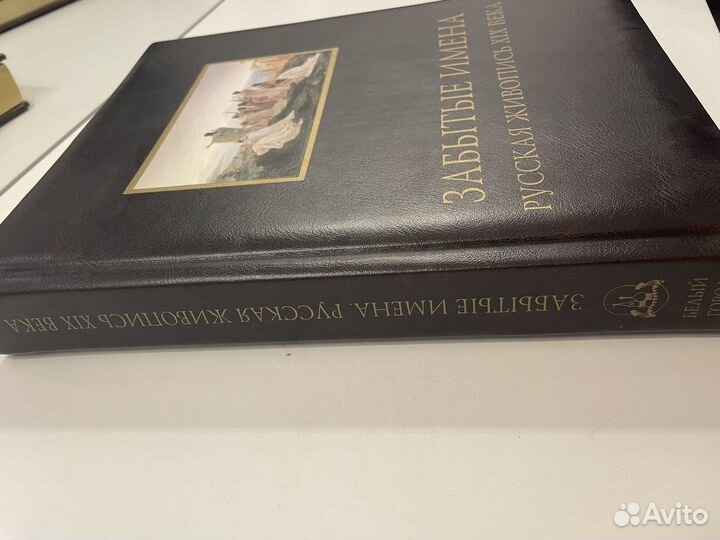 ЗАБЫТЫЕ ИМЕНА
РУССКАЯ ЖИВОПИСЬ XIX ВЕКА
ЗАБЫТЫЕ ИМЕНА. РУССКАЯ ЖИВОПИСЬ XIX ВЕКА
БЕЛЫЙ
Avito